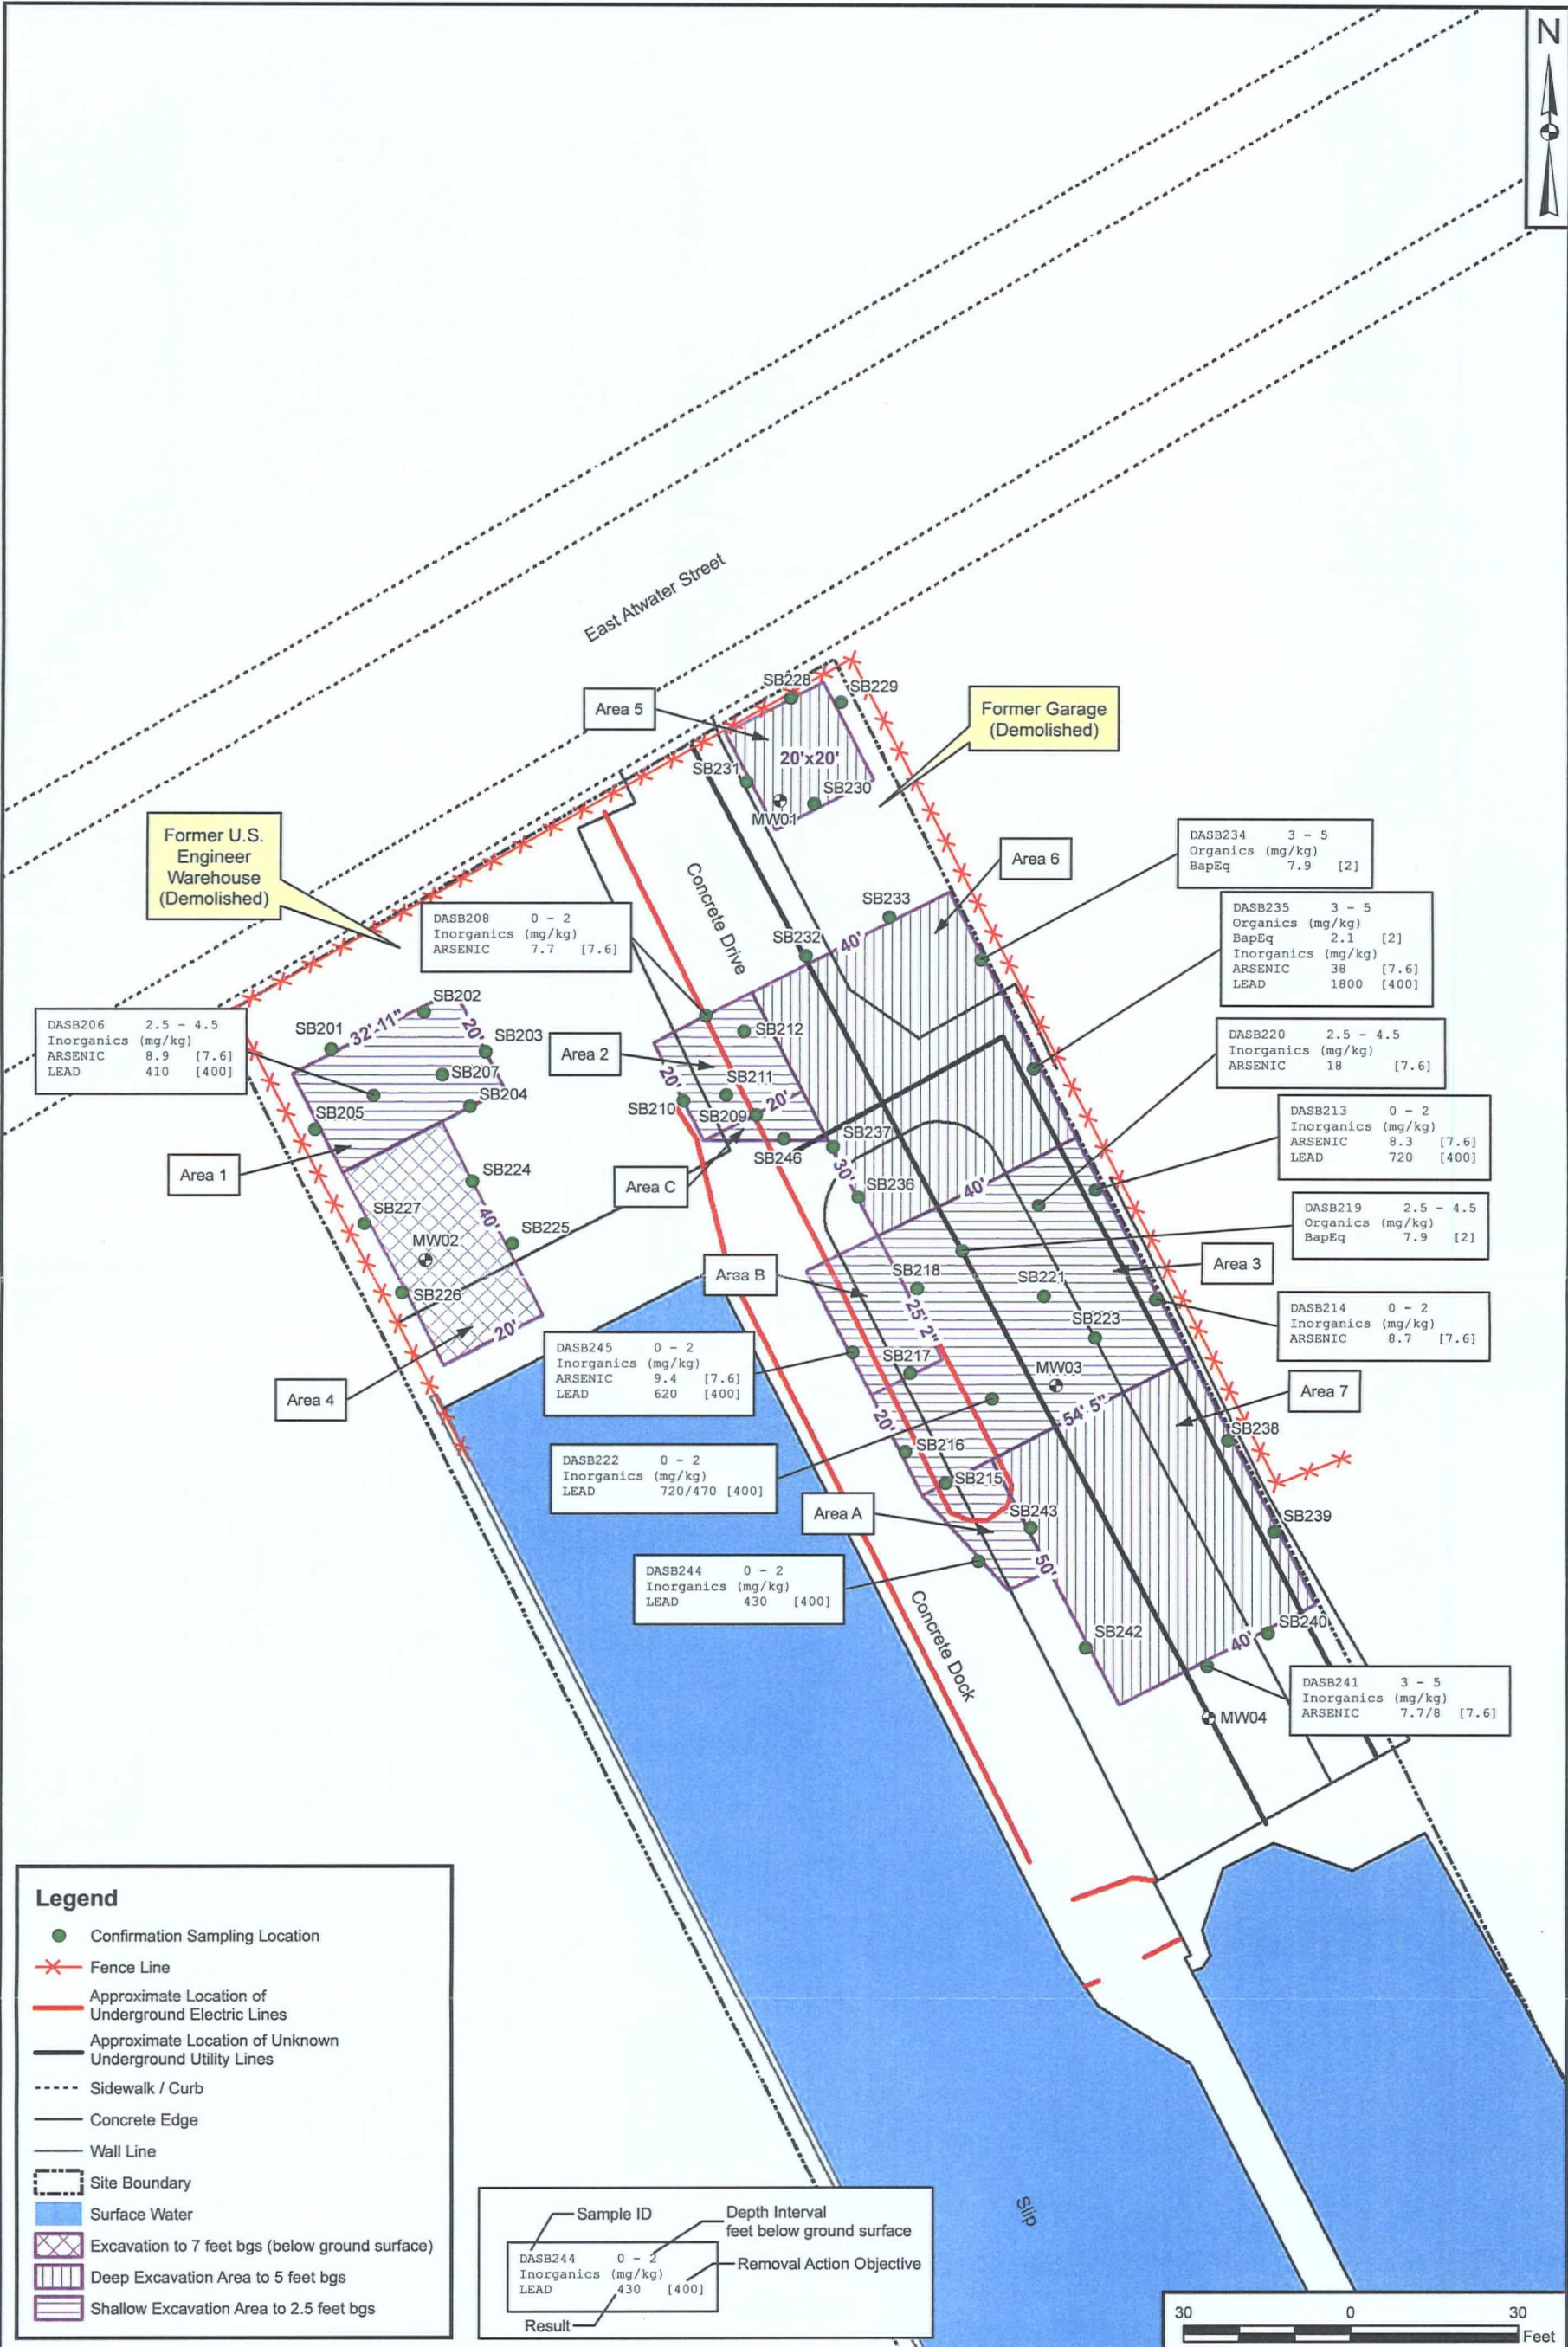 N
East Atwater Street
SB228
SB229
Area 5
Former Garage
(Demolished)
20'x20'
SB231
SB230
MW01
Former U.S.
Engineer
Warehouse
(Demolished)
Concrete Drive
Area 6
DASB234 3 - 5
Organics (mg/kg)
BapEq 7.9 [2]
DASB208 0 - 2
Inorganics (mg/kg)
ARSENIC 7.7 [7.6]
SB233
SB232
40'
DASB235 3 - 5
Organics (mg/kg)
BapEq 2.1 [2]
Inorganics (mg/kg)
ARSENIC 38 [7.6]
LEAD 1800 [400]
DASB206 2.5 - 4.5
Inorganics (mg/kg)
ARSENIC 8.9 [7.6]
LEAD 410 [400]
SB202
SB201
32'-11"
20'
SB203
SB207
SB204
SB205
Area 2
SB212
SB211
20'
SB210
SB209
20'
SB246
SB237
DASB220 2.5 - 4.5
Inorganics (mg/kg)
ARSENIC 18 [7.6]
DASB213 0 - 2
Inorganics (mg/kg)
ARSENIC 8.3 [7.6]
LEAD 720 [400]
Area 1
SB224
Area C
30'
SB236
40'
SB227
40'
SB225
MW02
SB226
20'
DASB219 2.5 - 4.5
Organics (mg/kg)
BapEq 7.9 [2]
Area B
SB218
SB221
Area 3
25' 2"
SB223
DASB214 0 - 2
Inorganics (mg/kg)
ARSENIC 8.7 [7.6]
DASB245 0 - 2
Inorganics (mg/kg)
ARSENIC 9.4 [7.6]
LEAD 620 [400]
SB217
MW03
Area 4
Area 7
20'
54' 5"
SB238
SB216
DASB222 0 - 2
Inorganics (mg/kg)
LEAD 720/470 [400]
SB215
Area A
SB243
SB239
50'
DASB244 0 - 2
Inorganics (mg/kg)
LEAD 430 [400]
Concrete Dock
SB242
SB240
40'
DASB241 3 - 5
Inorganics (mg/kg)
ARSENIC 7.7/8 [7.6]
MW04
Legend
Confirmation Sampling Location
Fence Line
Approximate Location of
Underground Electric Lines
Approximate Location of Unknown
Underground Utility Lines
Sidewalk / Curb
Concrete Edge
Wall Line
Site Boundary
Surface Water
Excavation to 7 feet bgs (below ground surface)
Deep Excavation Area to 5 feet bgs
Shallow Excavation Area to 2.5 feet bgs
Slip
Sample ID
Depth Interval
feet below ground surface
DASB244 0 - 2
Inorganics (mg/kg)
LEAD 430 [400]
Removal Action Objective
Result
30 0 30
Feet